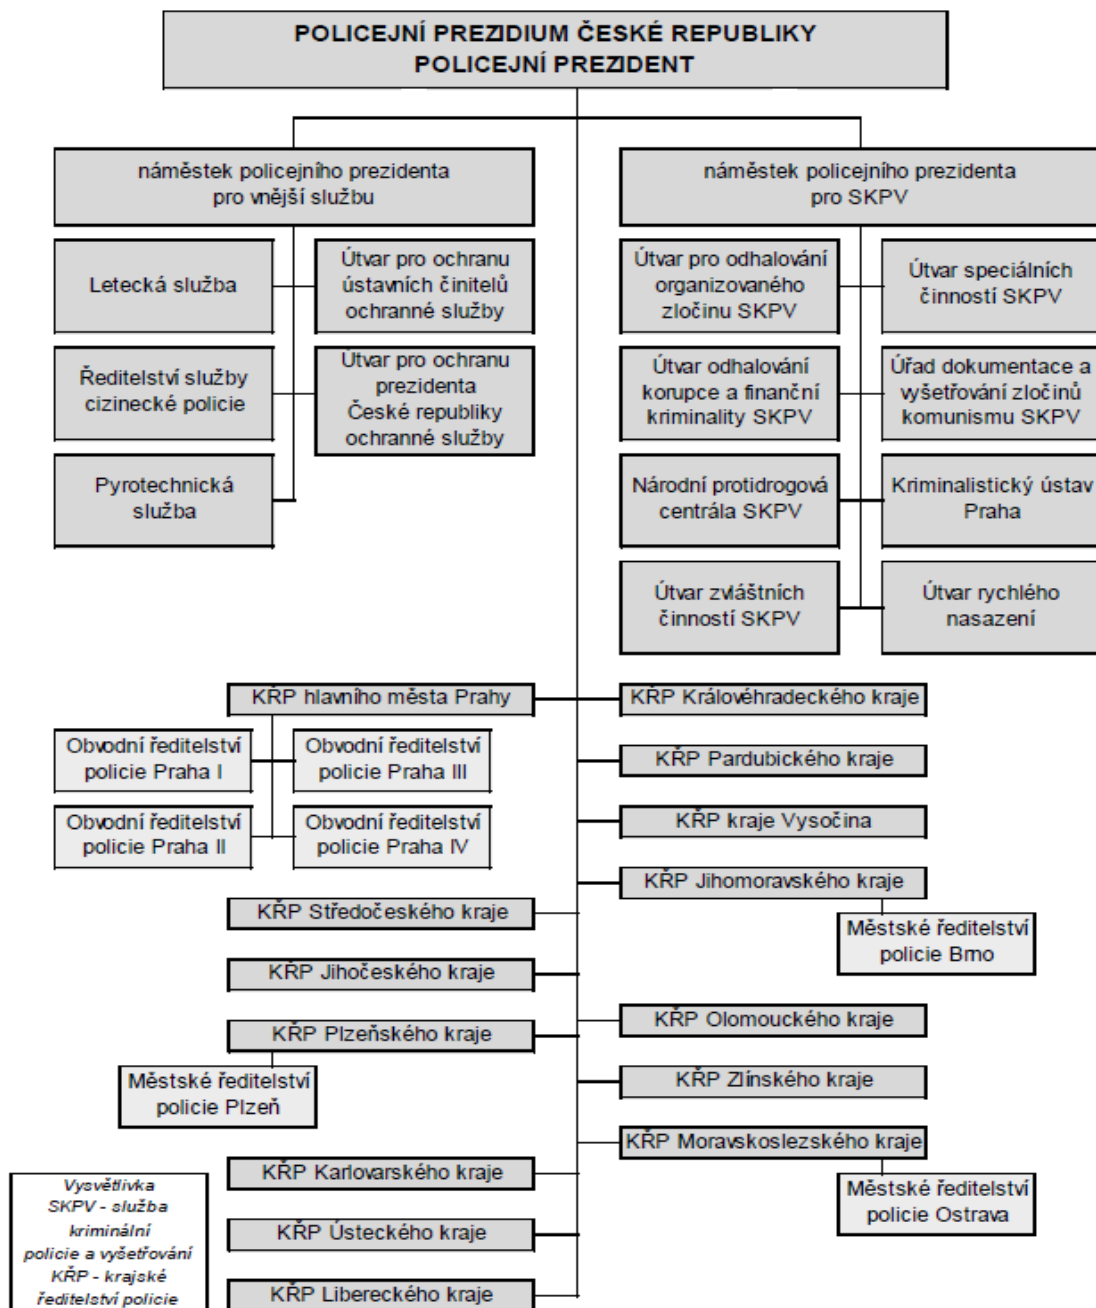 POLICEJNÍ PREZIDIUM ČESKÉ REPUBLIKY
POLICEJNÍ PREZIDENT
náměstek policejního prezidenta
pro vnější službu
náměstek policejního prezidenta
pro SKPV
Letecká služba
Útvar pro ochranu
ústavních činitelů
ochranné služby
Útvar pro odhalování
organizovaného
zločinu SKPV
Útvar speciálních
činností SKPV
Ředitelství služby
cizinecké policie
Útvar pro ochranu
prezidenta
České republiky
ochranné služby
Útvar odhalování
korupce a finanční
kriminality SKPV
Úřad dokumentace a
vyšetřování zločinů
komunismu SKPV
Pyrotechnická
služba
Národní protidrogová
centrála SKPV
Kriminalistický ústav
Praha
Útvar zvláštních
činností SKPV
Útvar rychlého
nasazení
KŘP hlavního města Prahy
KŘP Královéhradeckého kraje
Obvodní ředitelství
policie Praha I
Obvodní ředitelství
policie Praha III
KŘP Pardubického kraje
Obvodní ředitelství
policie Praha II
Obvodní ředitelství
policie Praha IV
KŘP kraje Vysočina
KŘP Jihomoravského kraje
KŘP Středočeského kraje
Městské ředitelství
policie Brno
KŘP Jihočeského kraje
KŘP Olomouckého kraje
KŘP Plzeňského kraje
Městské ředitelství
policie Plzeň
KŘP Zlínského kraje
KŘP Moravskoslezského kraje
KŘP Karlovarského kraje
Městské ředitelství
policie Ostrava
KŘP Ústeckého kraje
KŘP Libereckého kraje
Vysvětlivka
SKPV - služba
kriminální
policie a vyšetřování
KŘP - krajské
ředitelství policie